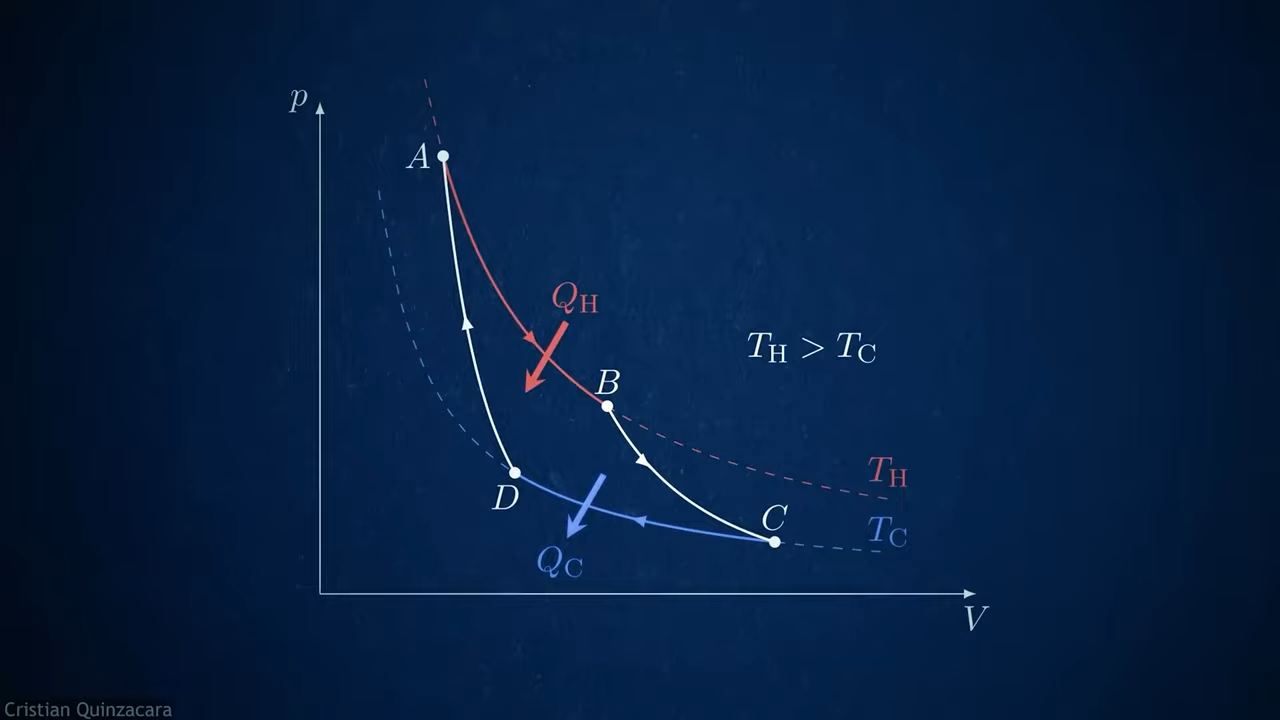 p
A
Q_H
T_H > T_C
B
T_H
D
C
T_C
Q_C
V
Cristian Quinzacara